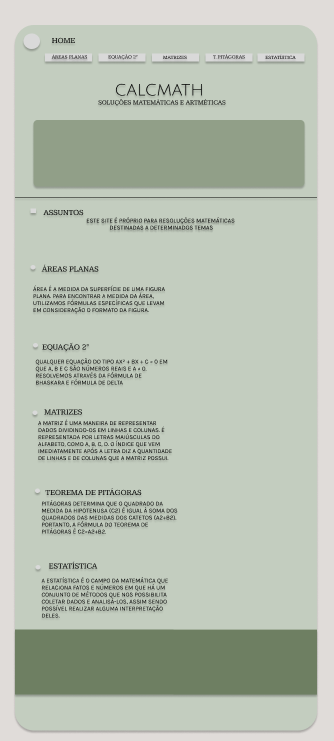 HOME
ÁREAS PLANAS EQUAÇÃO 2° MATRIZES T. PITÁGORAS ESTATÍSTICA
CALCMATH
SOLUÇÕES MATEMÁTICAS E ARTMÉTICAS
ASSUNTOS
ESTE SITE É PRÓPRIO PARA RESOLUÇÕES MATEMÁTICAS
DESTINADAS A DETERMINADOS TEMAS
ÁREAS PLANAS
ÁREA É A MEDIDA DA SUPERFÍCIE DE UMA FIGURA
PLANA. PARA ENCONTRAR A MEDIDA DA ÁREA,
UTILIZAMOS FÓRMULAS ESPECÍFICAS QUE LEVAM
EM CONSIDERAÇÃO O FORMATO DA FIGURA.
EQUAÇÃO 2°
QUALQUER EQUAÇÃO DO TIPO AX² + BX + C = 0 EM
QUE A, B E C SÃO NÚMEROS REAIS E A ≠ 0.
RESOLVEMOS ATRAVÉS DA FÓRMULA DE
BHASKARA E FÓRMULA DE DELTA
MATRIZES
A MATRIZ É UMA MANEIRA DE REPRESENTAR
DADOS DIVIDINDO-OS EM LINHAS E COLUNAS. É
REPRESENTADA POR LETRAS MAIÚSCULAS DO
ALFABETO, COMO A, B, C, D. O ÍNDICE QUE VEM
IMEDIATAMENTE APÓS A LETRA DIZ A QUANTIDADE
DE LINHAS E DE COLUNAS QUE A MATRIZ POSSUI.
TEOREMA DE PITÁGORAS
PITÁGORAS DETERMINA QUE O QUADRADO DA
MEDIDA DA HIPOTENUSA (C2) É IGUAL À SOMA DOS
QUADRADOS DAS MEDIDAS DOS CATETOS (A2+B2).
PORTANTO, A FÓRMULA DO TEOREMA DE
PITÁGORAS É C2=A2+B2.
ESTATÍSTICA
A ESTATÍSTICA É O CAMPO DA MATEMÁTICA QUE
RELACIONA FATOS E NÚMEROS EM QUE HÁ UM
CONJUNTO DE MÉTODOS QUE NOS POSSIBILITA
COLETAR DADOS E ANALISÁ-LOS, ASSIM SENDO
POSSÍVEL REALIZAR ALGUMA INTERPRETAÇÃO
DELES.